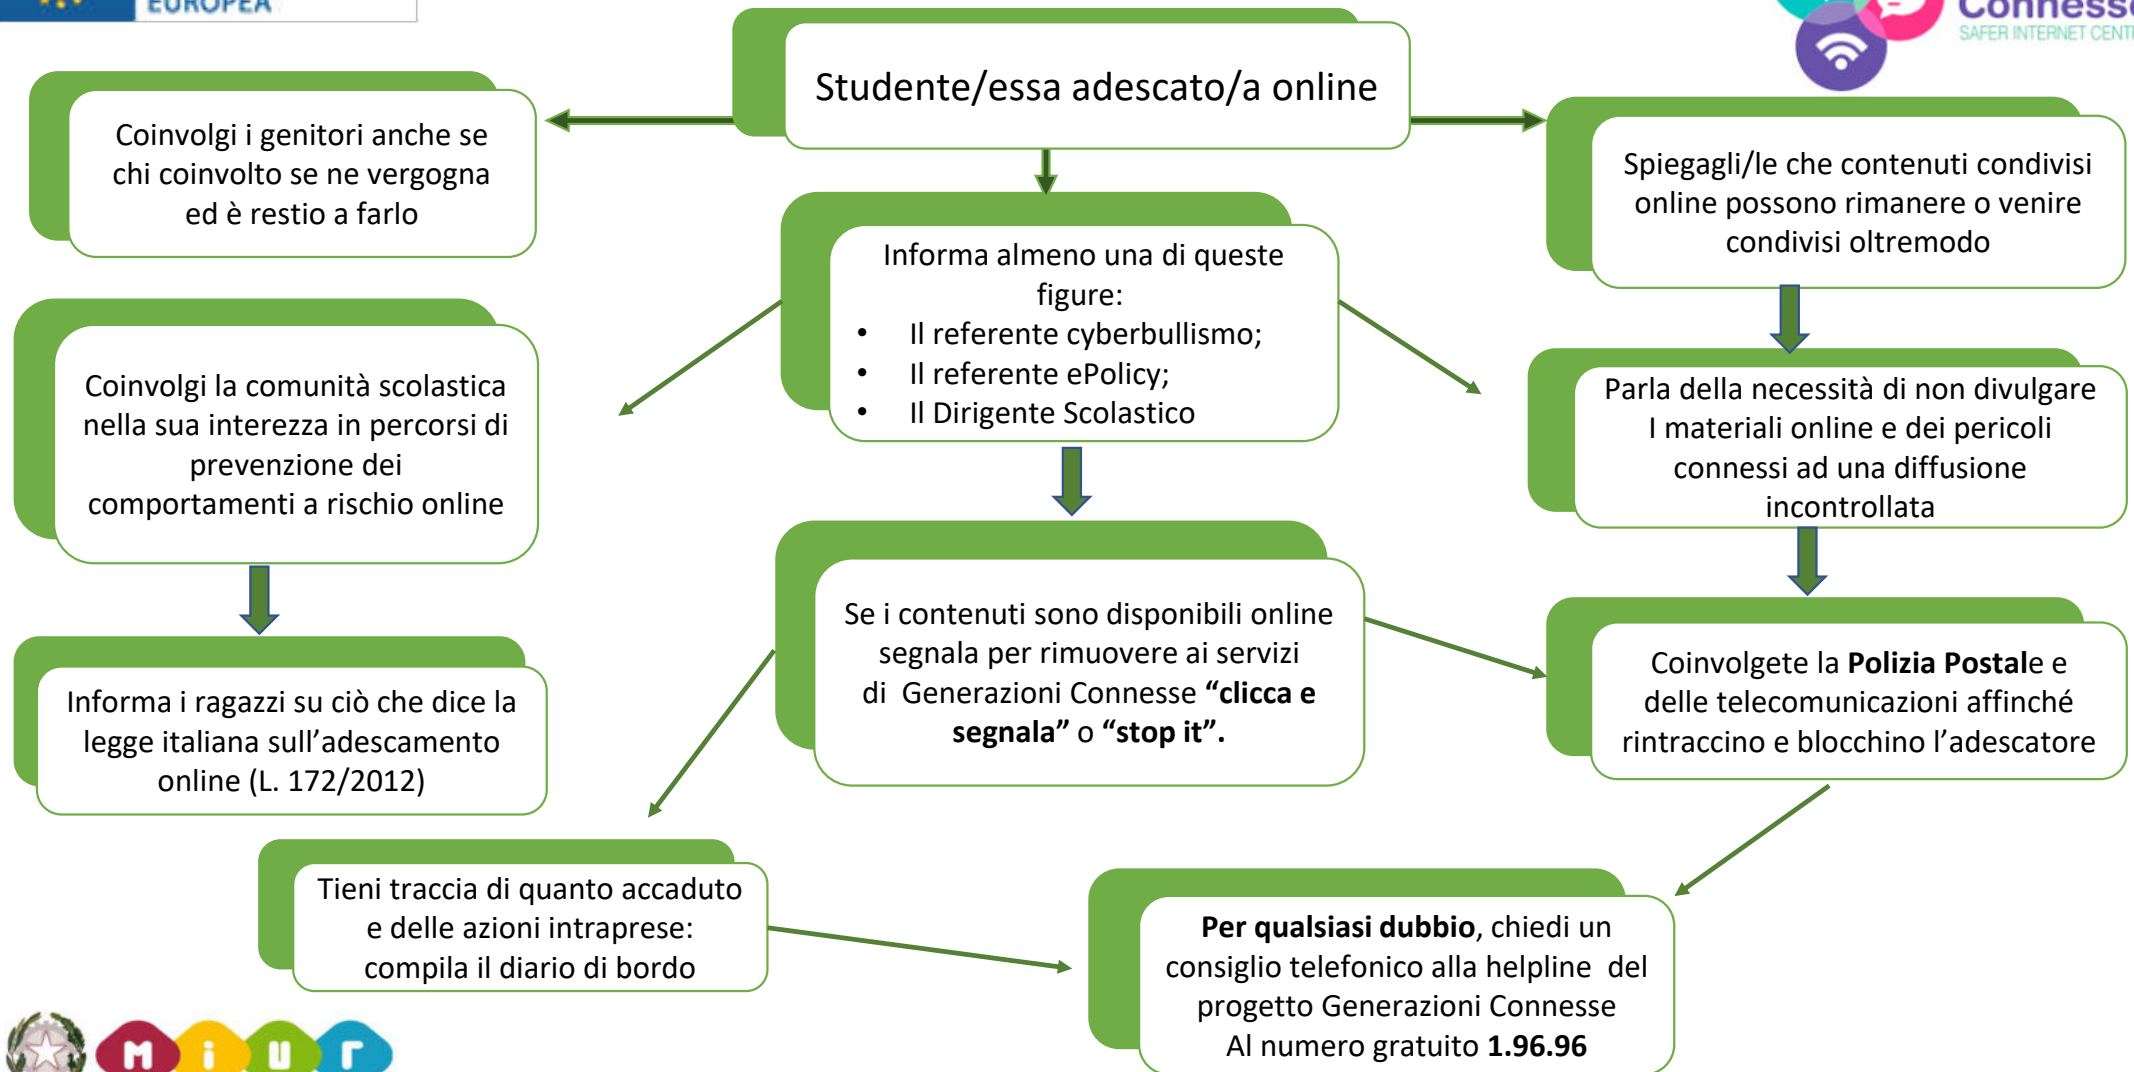 EUROPEA
Connesse
SAFER INTERNET CENT
Studente/essa adescato/a online
Coinvolgi i genitori anche se
chi coinvolto se ne vergogna
ed è restio a farlo
Spiegagli/le che contenuti condivisi
online possono rimanere o venire
condivisi oltremodo
Informa almeno una di queste
figure:
• Il referente cyberbullismo;
• Il referente ePolicy;
• Il Dirigente Scolastico
Coinvolgi la comunità scolastica
nella sua interezza in percorsi di
prevenzione dei
comportamenti a rischio online
Parla della necessità di non divulgare
I materiali online e dei pericoli
connessi ad una diffusione
incontrollata
Se i contenuti sono disponibili online
segnala per rimuovere ai servizi
di Generazioni Connesse “clicca e
segnala” o “stop it”.
Informa i ragazzi su ciò che dice la
legge italiana sull’adescamento
online (L. 172/2012)
Coinvolgete la Polizia Postale e
delle telecomunicazioni affinché
rintraccino e blocchino l’adescatore
Tieni traccia di quanto accaduto
e delle azioni intraprese:
compila il diario di bordo
Per qualsiasi dubbio, chiedi un
consiglio telefonico alla helpline del
progetto Generazioni Connesse
Al numero gratuito 1.96.96
MiUr